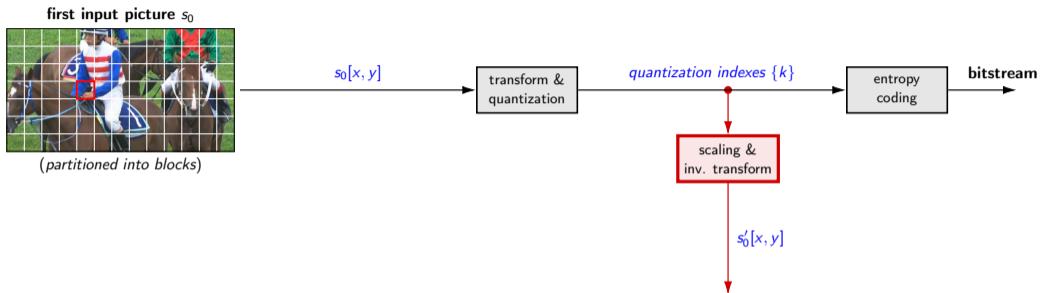 first input picture s₀
s₀[x, y]
transform &
quantization
quantization indexes {k}
entropy
coding
bitstream
(partitioned into blocks)
scaling &
inv. transform
s′₀[x, y]